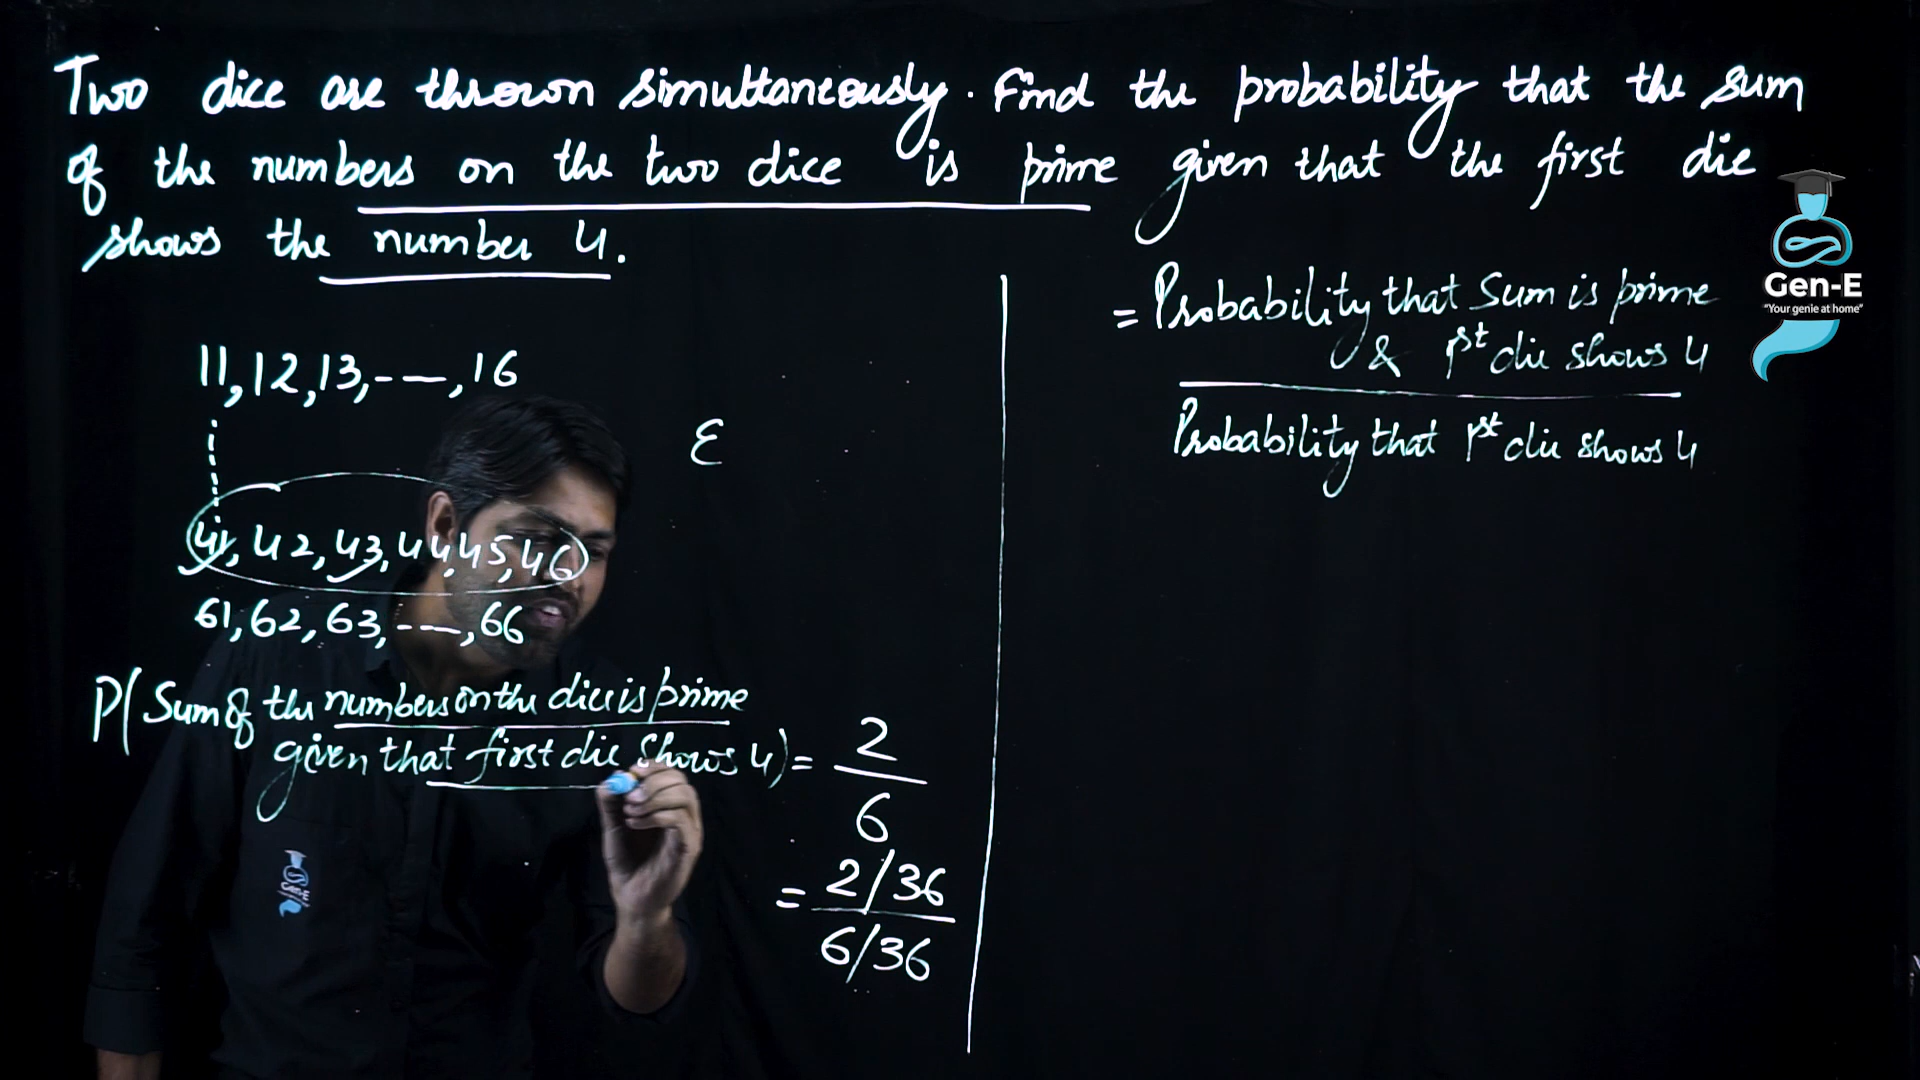 Two dice are thrown simultaneously. Find the probability that the sum
of the numbers on the two dice is prime given that the first die
shows the number 4.
11, 12, 13, - - —, 16
ε
41, 42, 43, 44, 45, 46
61, 62, 63, - - —, 66
P( Sum of the numbers on the dice is prime
given that first die shows 4) = 2/6
= 2/36
6/36
= Probability that Sum is prime
& 1st die shows 4
Probability that 1st die shows 4
Gen-E
"Your genie at home"
Gen-E